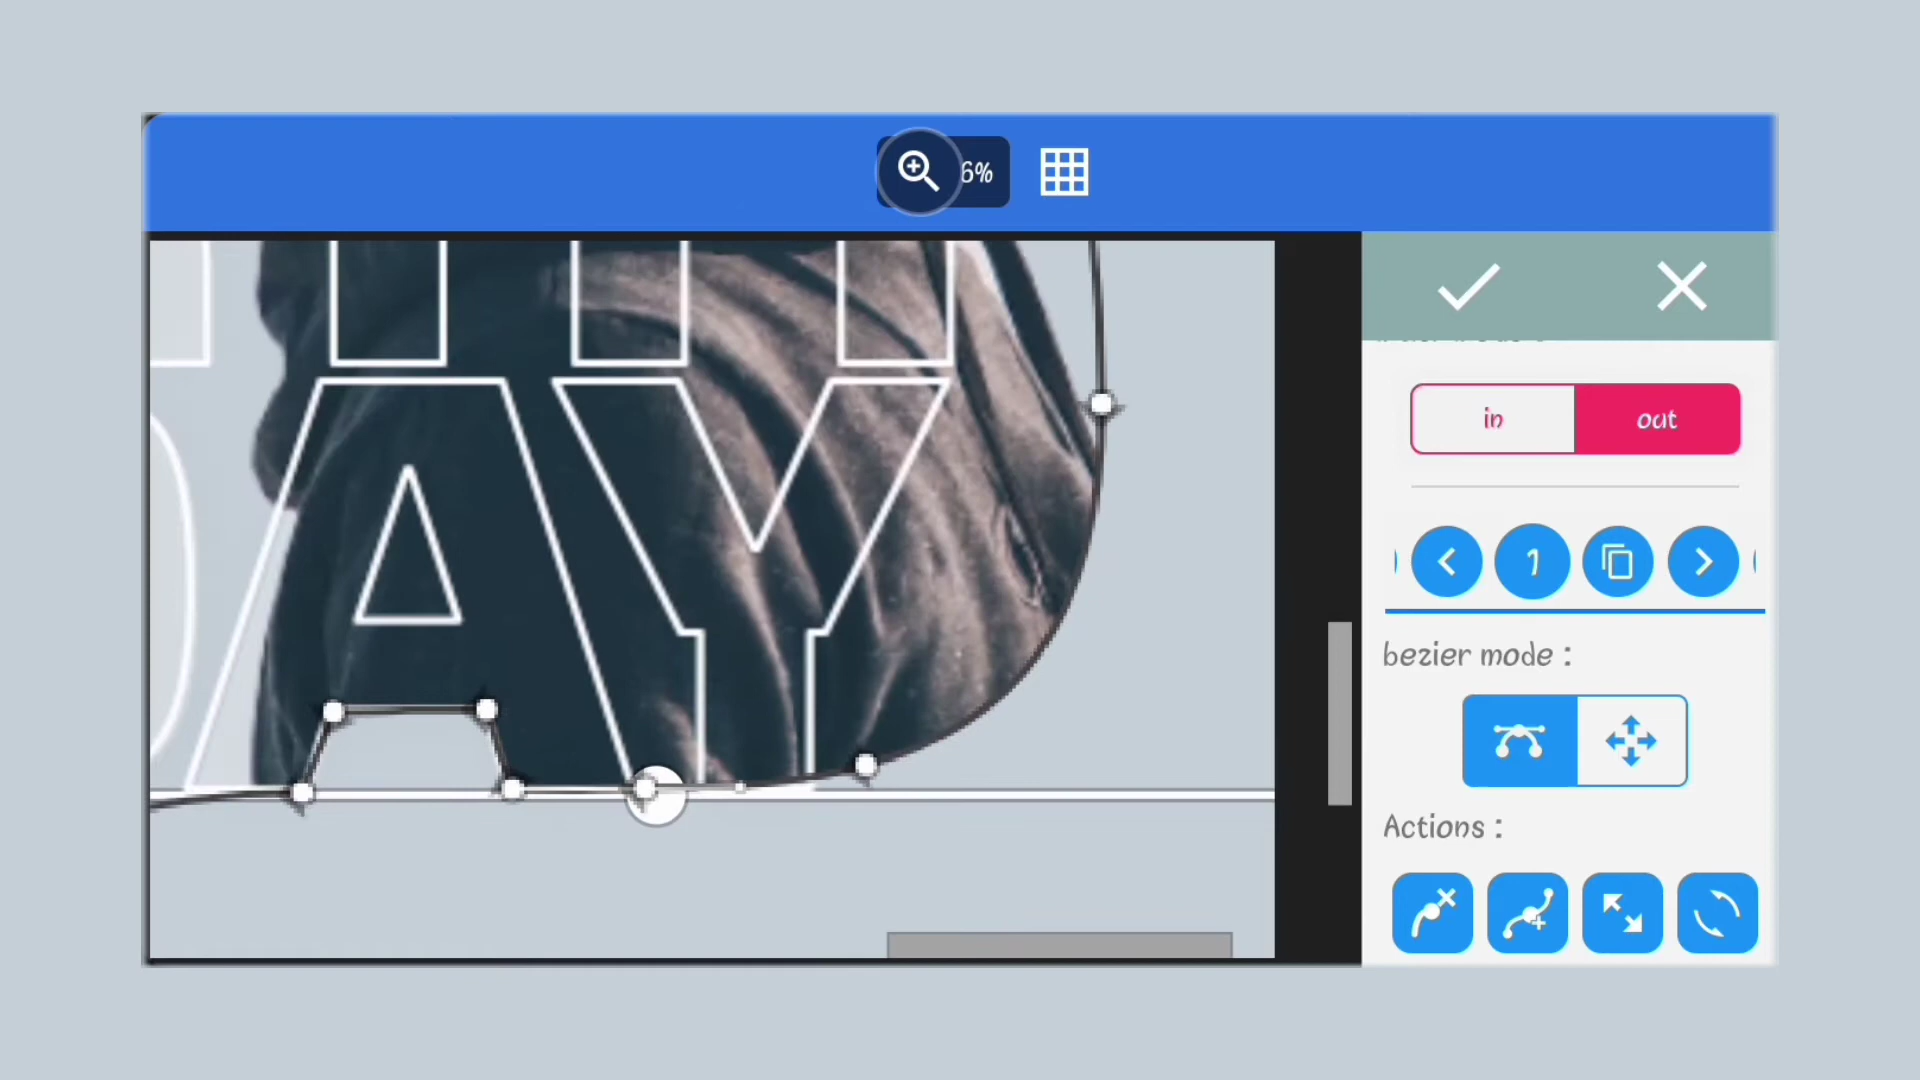 6%
in out
1
bezier mode :
Actions :
AY